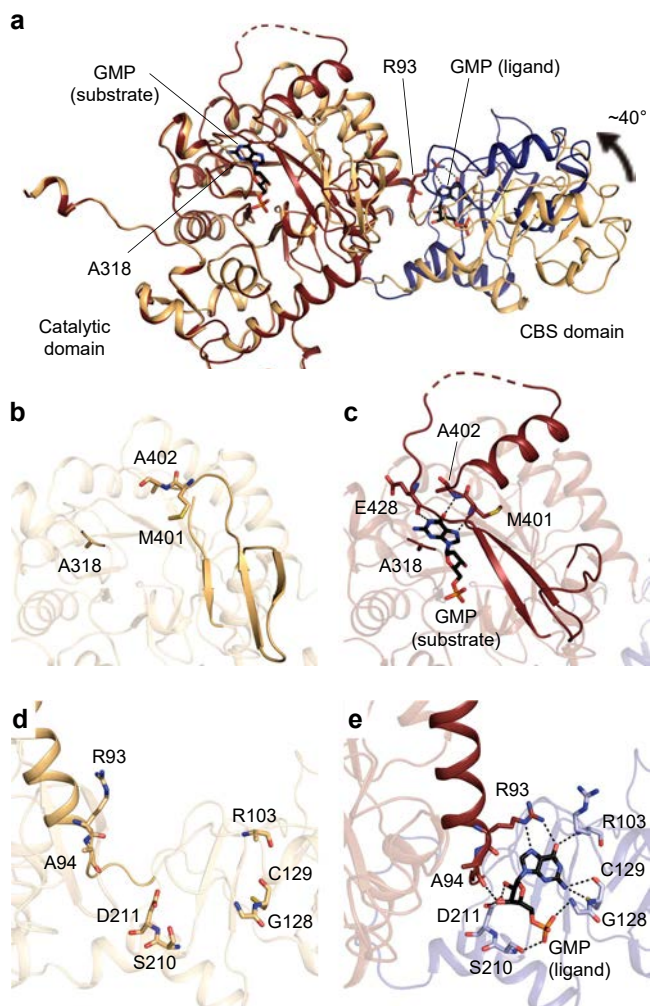 a
GMP
(substrate)
R93
GMP (ligand)
~40°
A318
Catalytic
domain
CBS domain
b
A402
M401
A318
c
A402
E428
M401
A318
GMP
(substrate)
d
R93
R103
A94
C129
D211
G128
S210
e
R93
R103
C129
A94
D211
G128
S210
GMP
(ligand)